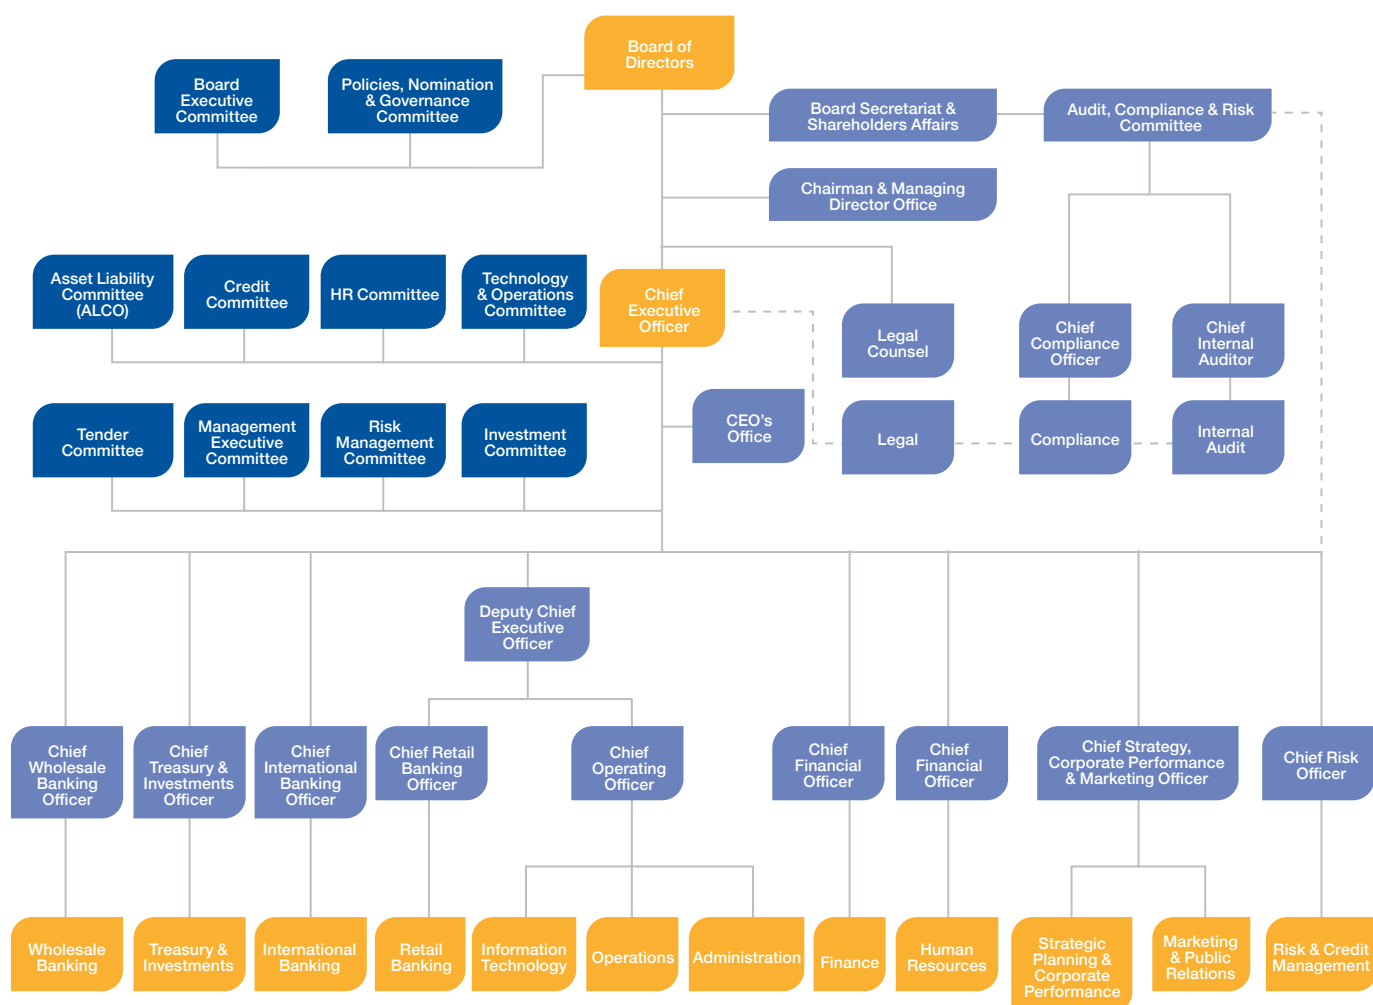 Board of
Directors
Board
Executive
Committee
Policies, Nomination
& Governance
Committee
Board Secretariat &
Shareholders Affairs
Audit, Compliance & Risk
Committee
Chairman & Managing
Director Office
Asset Liability
Committee
(ALCO)
Credit
Committee
HR Committee
Technology
& Operations
Committee
Chief
Executive
Officer
Legal
Counsel
Chief
Compliance
Officer
Chief
Internal
Auditor
Tender
Committee
Management
Executive
Committee
Risk
Management
Committee
Investment
Committee
CEO's
Office
Legal
Compliance
Internal
Audit
Deputy Chief
Executive
Officer
Chief
Wholesale
Banking
Officer
Chief
Treasury &
Investments
Officer
Chief
International
Banking
Officer
Chief Retail
Banking
Officer
Chief
Operating
Officer
Chief
Financial
Officer
Chief
Financial
Officer
Chief Strategy,
Corporate Performance
& Marketing Officer
Chief Risk
Officer
Wholesale
Banking
Treasury &
Investments
International
Banking
Retail
Banking
Information
Technology
Operations
Administration
Finance
Human
Resources
Strategic
Planning &
Corporate
Performance
Marketing
& Public
Relations
Risk & Credit
Management